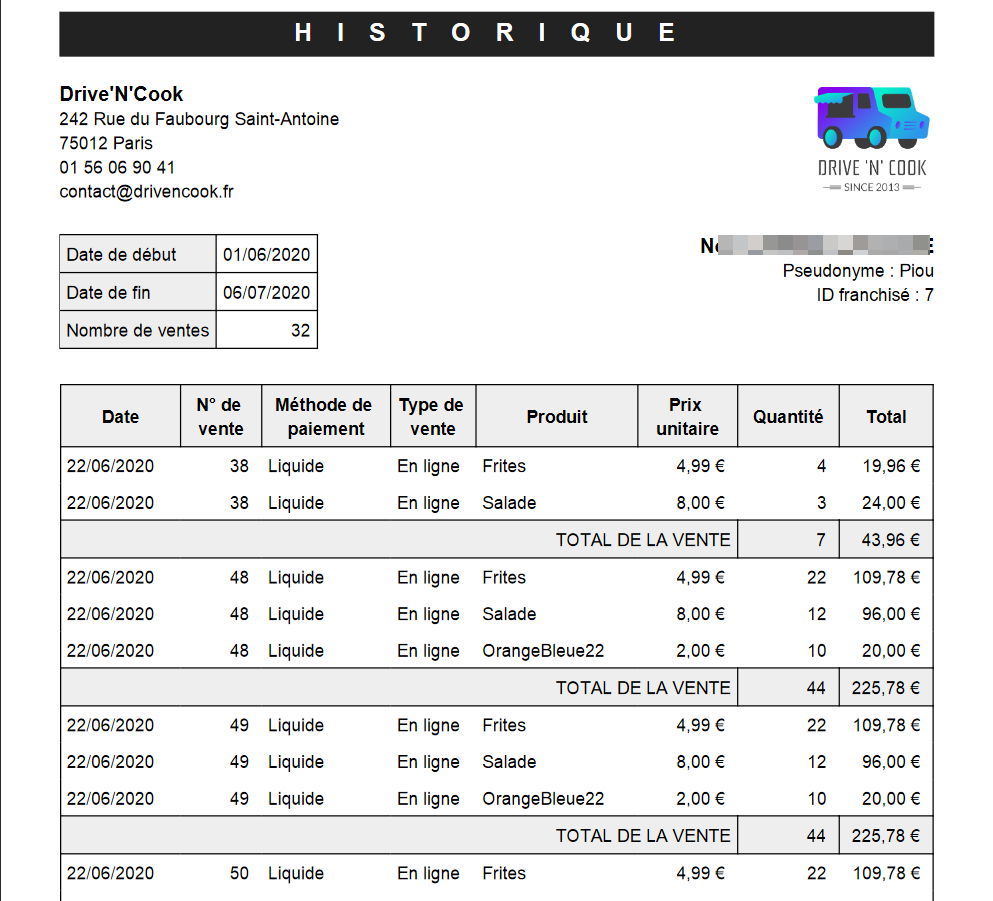 H I S T O R I Q U E
Drive'N'Cook
242 Rue du Faubourg Saint-Antoine
75012 Paris
01 56 06 90 41
contact@drivencook.fr
DRIVE 'N' COOK
SINCE 2013
Date de début 01/06/2020
Date de fin 06/07/2020
Nombre de ventes 32
Pseudonyme : Piou
ID franchisé : 7
Date N° de vente Méthode de paiement Type de vente Produit Prix unitaire Quantité Total
22/06/2020 38 Liquide En ligne Frites 4,99 € 4 19,96 €
22/06/2020 38 Liquide En ligne Salade 8,00 € 3 24,00 €
TOTAL DE LA VENTE 7 43,96 €
22/06/2020 48 Liquide En ligne Frites 4,99 € 22 109,78 €
22/06/2020 48 Liquide En ligne Salade 8,00 € 12 96,00 €
22/06/2020 48 Liquide En ligne OrangeBleue22 2,00 € 10 20,00 €
TOTAL DE LA VENTE 44 225,78 €
22/06/2020 49 Liquide En ligne Frites 4,99 € 22 109,78 €
22/06/2020 49 Liquide En ligne Salade 8,00 € 12 96,00 €
22/06/2020 49 Liquide En ligne OrangeBleue22 2,00 € 10 20,00 €
TOTAL DE LA VENTE 44 225,78 €
22/06/2020 50 Liquide En ligne Frites 4,99 € 22 109,78 €